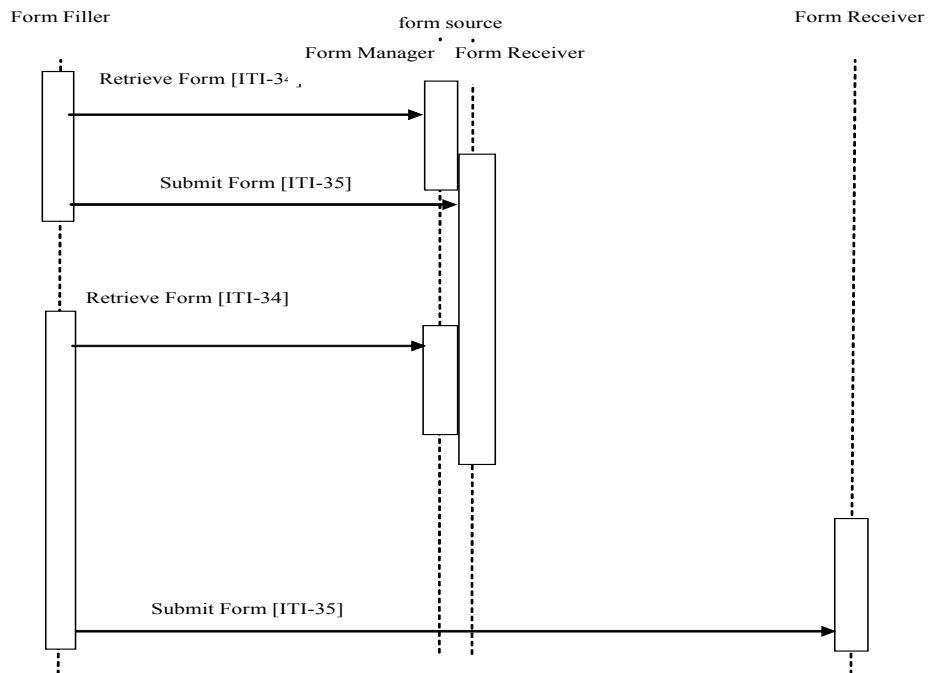 Form Filler
form source
Form Receiver
Form Manager
Form Receiver
Retrieve Form
Submit Form [ITI-35]
Retrieve Form [ITI-34]
Submit Form [ITI-35]